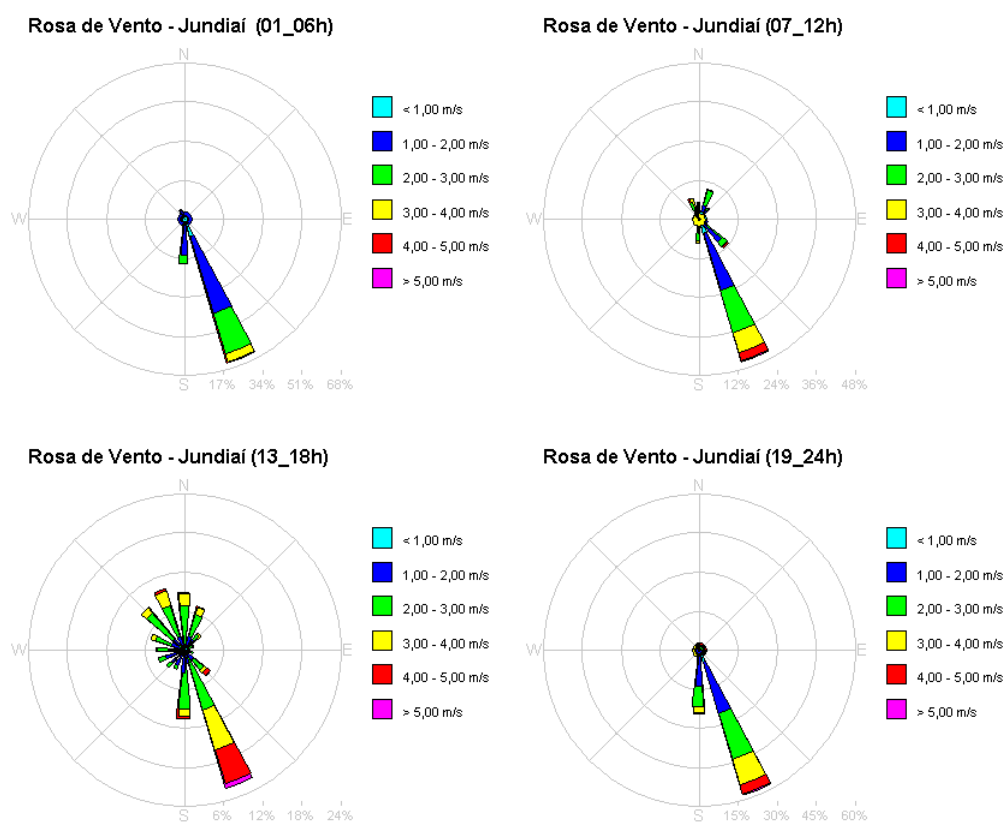 Rosa de Vento - Jundiaí (01_06h)
N
W
E
S
17% 34% 51% 68%
< 1,00 m/s
1,00 - 2,00 m/s
2,00 - 3,00 m/s
3,00 - 4,00 m/s
4,00 - 5,00 m/s
> 5,00 m/s
Rosa de Vento - Jundiaí (07_12h)
N
W
E
S
12% 24% 36% 48%
< 1,00 m/s
1,00 - 2,00 m/s
2,00 - 3,00 m/s
3,00 - 4,00 m/s
4,00 - 5,00 m/s
> 5,00 m/s
Rosa de Vento - Jundiaí (13_18h)
N
W
E
S
6% 12% 18% 24%
< 1,00 m/s
1,00 - 2,00 m/s
2,00 - 3,00 m/s
3,00 - 4,00 m/s
4,00 - 5,00 m/s
> 5,00 m/s
Rosa de Vento - Jundiaí (19_24h)
N
W
E
S
15% 30% 45% 60%
< 1,00 m/s
1,00 - 2,00 m/s
2,00 - 3,00 m/s
3,00 - 4,00 m/s
4,00 - 5,00 m/s
> 5,00 m/s